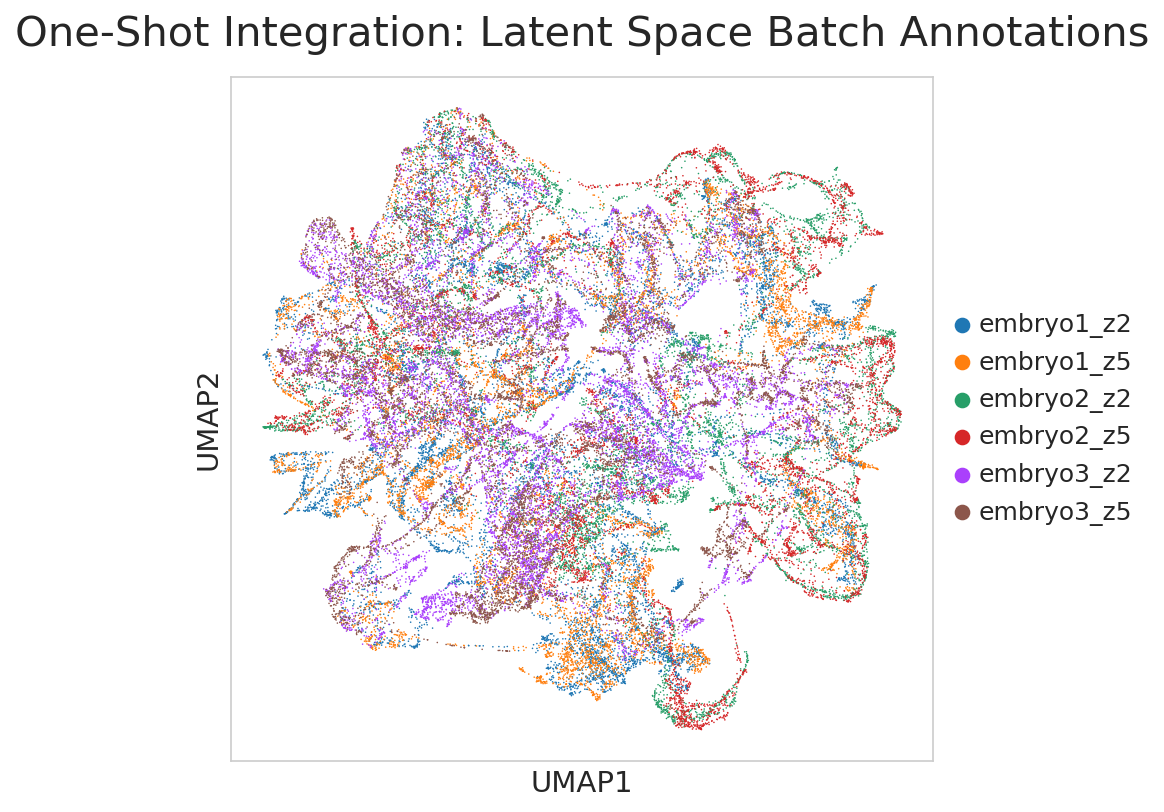 One-Shot Integration: Latent Space Batch Annotations
UMAP2
embryo1_z2
embryo1_z5
embryo2_z2
embryo2_z5
embryo3_z2
embryo3_z5
UMAP1